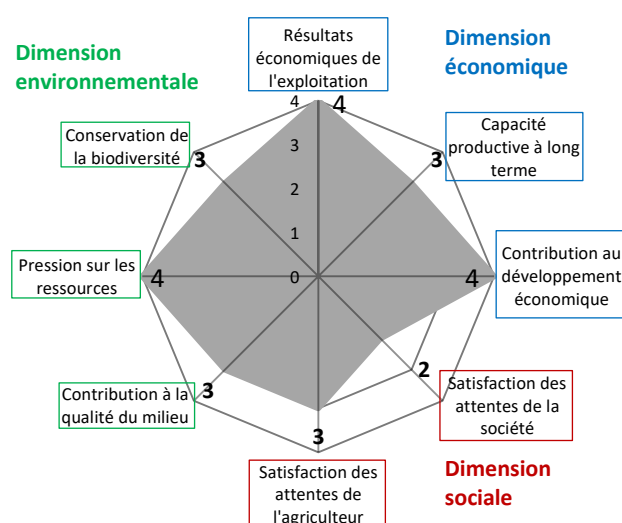 Dimension
environnementale
Résultats
économiques de
l'exploitation
Dimension
économique
4
4
Conservation de
la biodiversité
3
3
3
Capacité
productive à long
terme
2
1
Pression sur les
ressources
4
0
4
Contribution au
développement
économique
Contribution à la
qualité du milieu
3
2
Satisfaction des
attentes de la
société
3
Satisfaction des
attentes de
l'agriculteur
Dimension
sociale